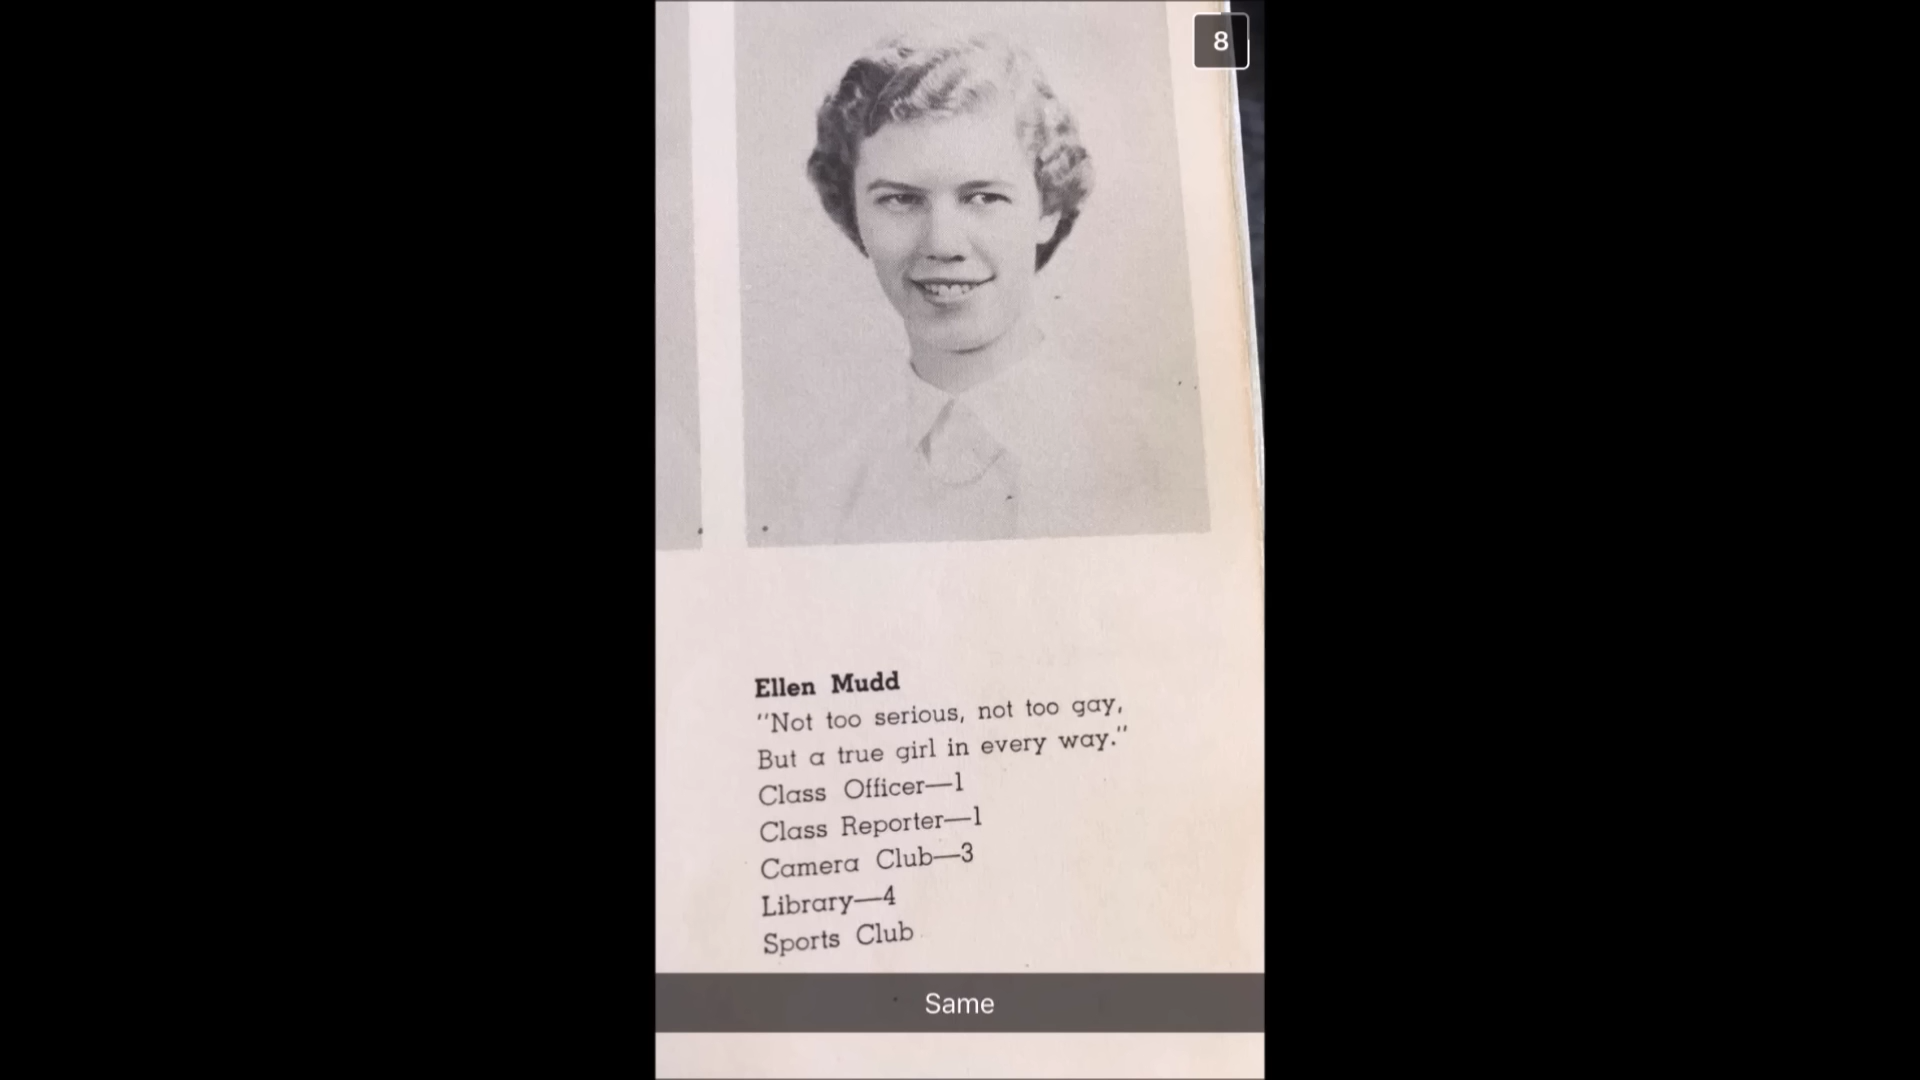 8
Ellen Mudd
"Not too serious, not too gay,
But a true girl in every way."
Class Officer—1
Class Reporter—1
Camera Club—3
Library—4
Sports Club
Same